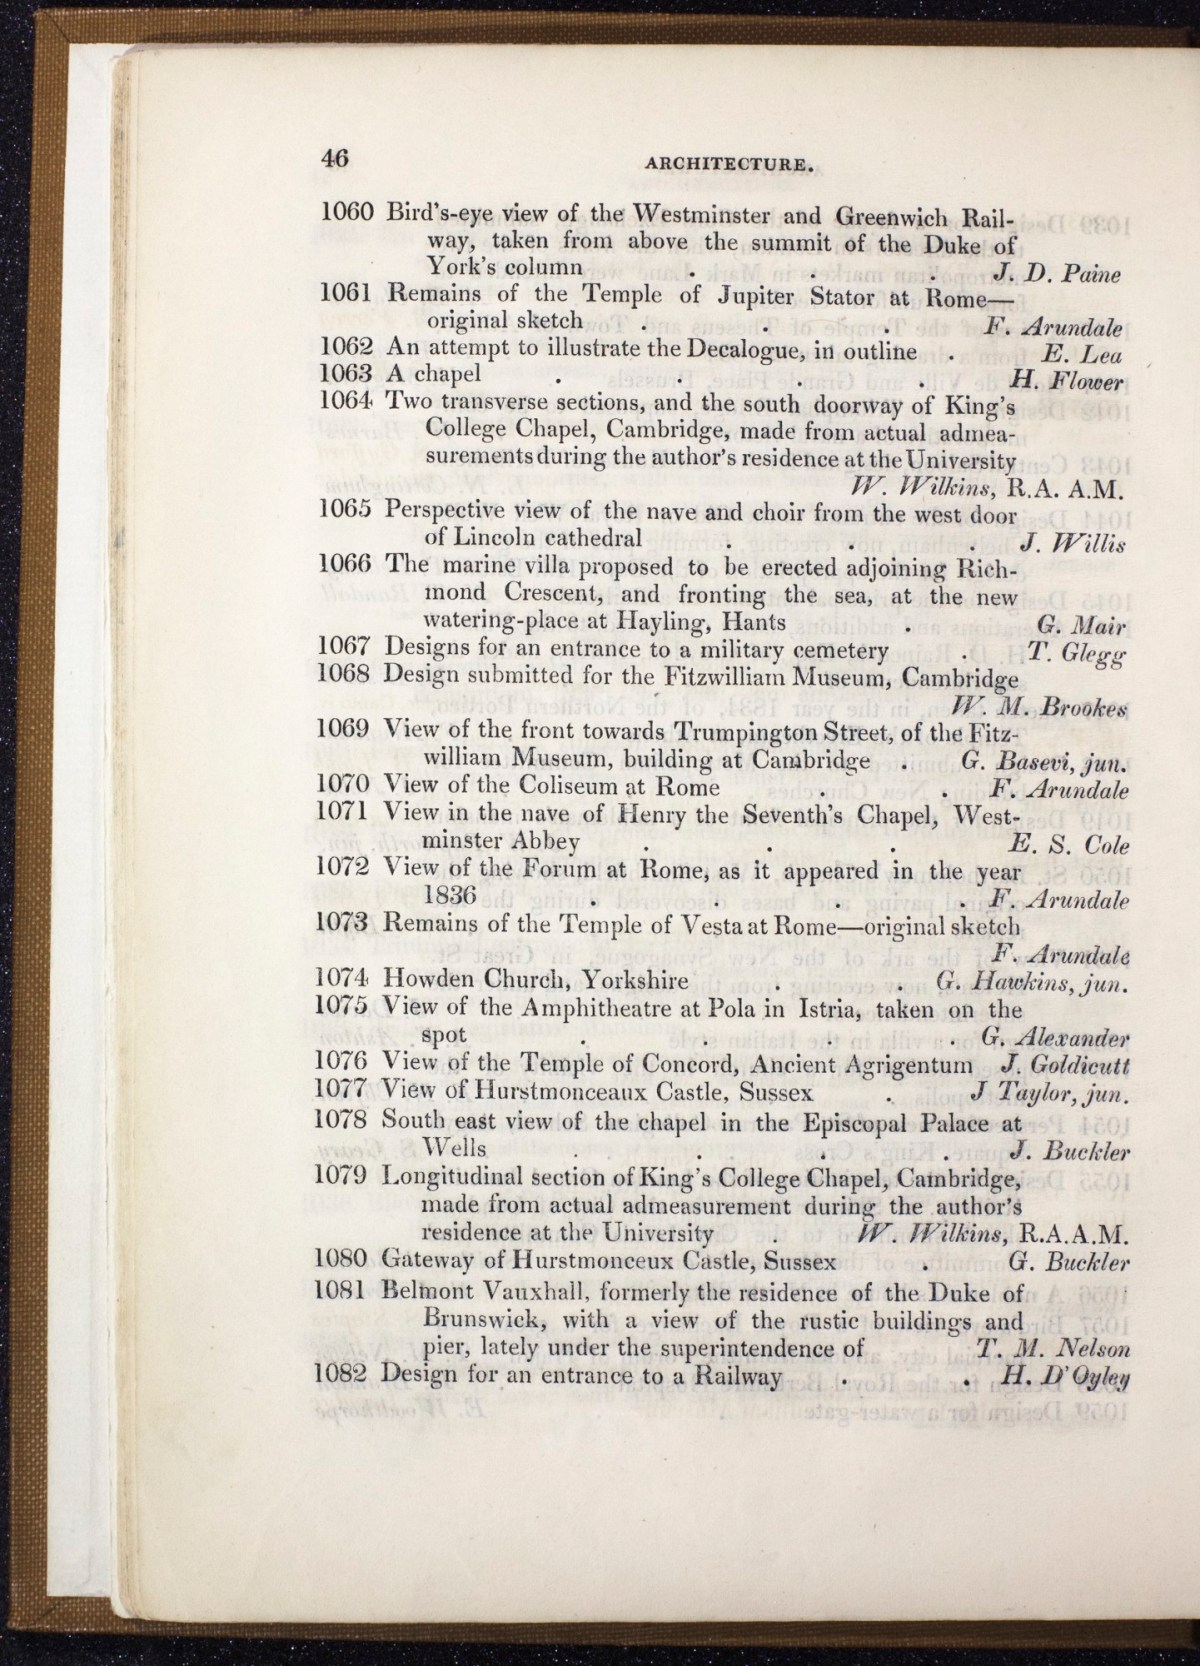 46
ARCHITECTURE.
1060 Bird's-eye view of the Westminster and Greenwich Rail-
way, taken from above the summit of the Duke of
York's column . . . J. D. Paine
1061 Remains of the Temple of Jupiter Stator at Rome—
original sketch . . . F. Arundale
1062 An attempt to illustrate the Decalogue, in outline . E. Lea
1063 A chapel . . . . H. Flower
1064 Two transverse sections, and the south doorway of King's
College Chapel, Cambridge, made from actual admea-
surements during the author's residence at the University
W. Wilkins, R.A. A.M.
1065 Perspective view of the nave and choir from the west door
of Lincoln cathedral . . . J. Willis
1066 The marine villa proposed to be erected adjoining Rich-
mond Crescent, and fronting the sea, at the new
watering-place at Hayling, Hants . G. Mair
1067 Designs for an entrance to a military cemetery . T. Glegg
1068 Design submitted for the Fitzwilliam Museum, Cambridge
W. M. Brookes
1069 View of the front towards Trumpington Street, of the Fitz-
william Museum, building at Cambridge . G. Basevi, jun.
1070 View of the Coliseum at Rome . . F. Arundale
1071 View in the nave of Henry the Seventh's Chapel, West-
minster Abbey . . . E. S. Cole
1072 View of the Forum at Rome, as it appeared in the year
1836 . . . . F. Arundale
1073 Remains of the Temple of Vesta at Rome—original sketch
F. Arundale
1074 Howden Church, Yorkshire . . G. Hawkins, jun.
1075 View of the Amphitheatre at Pola in Istria, taken on the
spot . . . . G. Alexander
1076 View of the Temple of Concord, Ancient Agrigentum J. Goldicutt
1077 View of Hurstmonceaux Castle, Sussex . J Taylor, jun.
1078 South east view of the chapel in the Episcopal Palace at
Wells . . . . J. Buckler
1079 Longitudinal section of King's College Chapel, Cambridge,
made from actual admeasurement during the author's
residence at the University . W. Wilkins, R.A.A.M.
1080 Gateway of Hurstmonceux Castle, Sussex . G. Buckler
1081 Belmont Vauxhall, formerly the residence of the Duke of
Brunswick, with a view of the rustic buildings and
pier, lately under the superintendence of T. M. Nelson
1082 Design for an entrance to a Railway . . H. D'Oyley